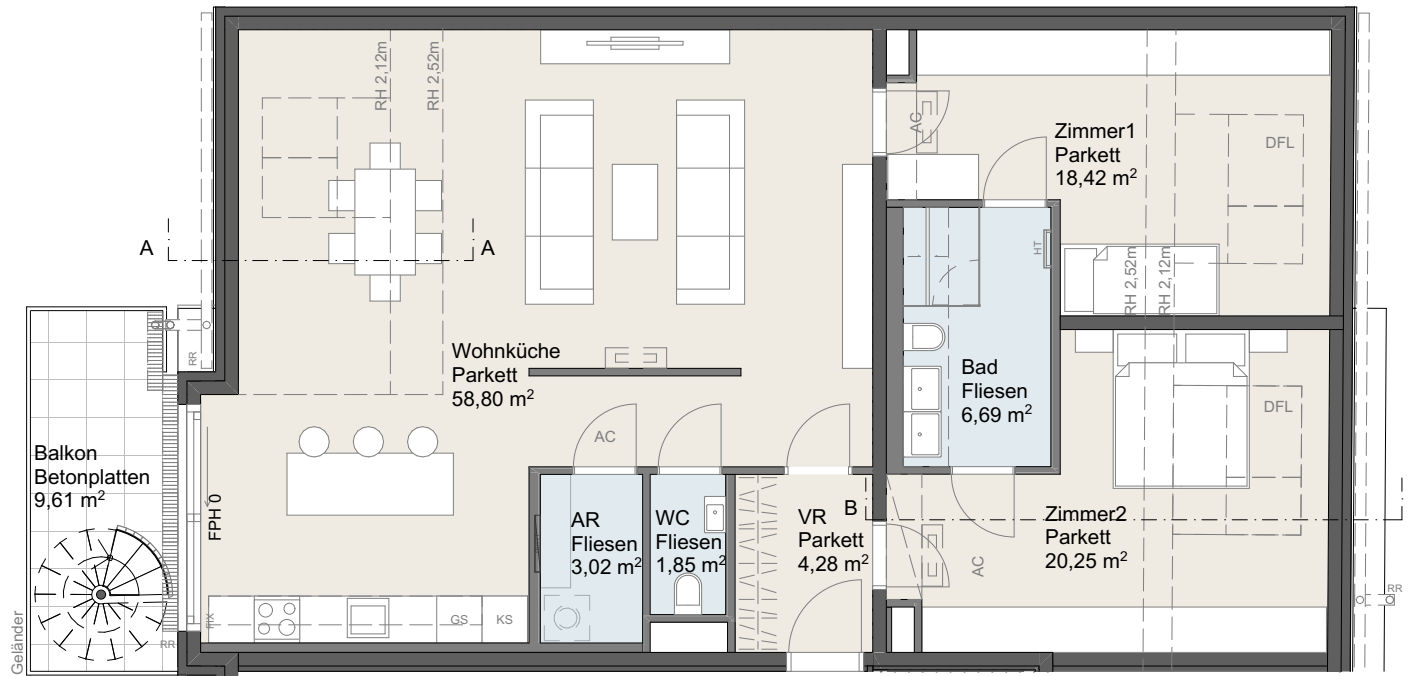 RH 2,12m
RH 2,52m
AC
Zimmer1
Parkett
18,42 m²
DFL
A
A
HT
RH 2,52m
RH 2,12m
RR
Wohnküche
Parkett
58,80 m²
Bad
Fliesen
6,69 m²
DFL
Balkon
Betonplatten
9,61 m²
AC
FPH 0
AR
Fliesen
3,02 m²
WC
Fliesen
1,85 m²
VR
Parkett
4,28 m²
B
Zimmer2
Parkett
20,25 m²
AC
RR
FIX
GS
KS
RR
Geländer